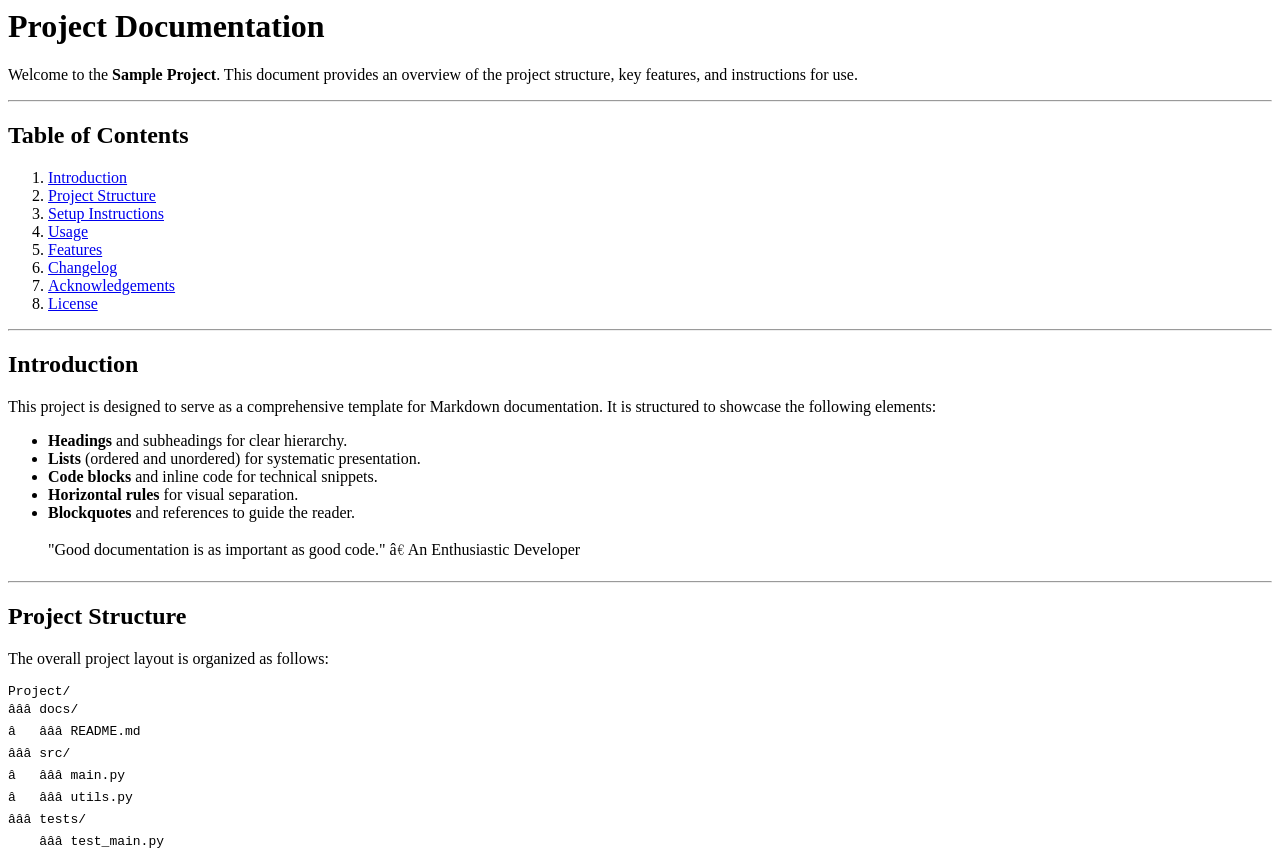 Project Documentation
Welcome to the Sample Project. This document provides an overview of the project structure, key features, and instructions for use.
Table of Contents
1. Introduction
2. Project Structure
3. Setup Instructions
4. Usage
5. Features
6. Changelog
7. Acknowledgements
8. License
Introduction
This project is designed to serve as a comprehensive template for Markdown documentation. It is structured to showcase the following elements:
• Headings and subheadings for clear hierarchy.
• Lists (ordered and unordered) for systematic presentation.
• Code blocks and inline code for technical snippets.
• Horizontal rules for visual separation.
• Blockquotes and references to guide the reader.
"Good documentation is as important as good code." â€ An Enthusiastic Developer
Project Structure
The overall project layout is organized as follows:
Project/
âââ docs/
â   âââ README.md
âââ src/
â   âââ main.py
â   âââ utils.py
âââ tests/
    âââ test_main.py